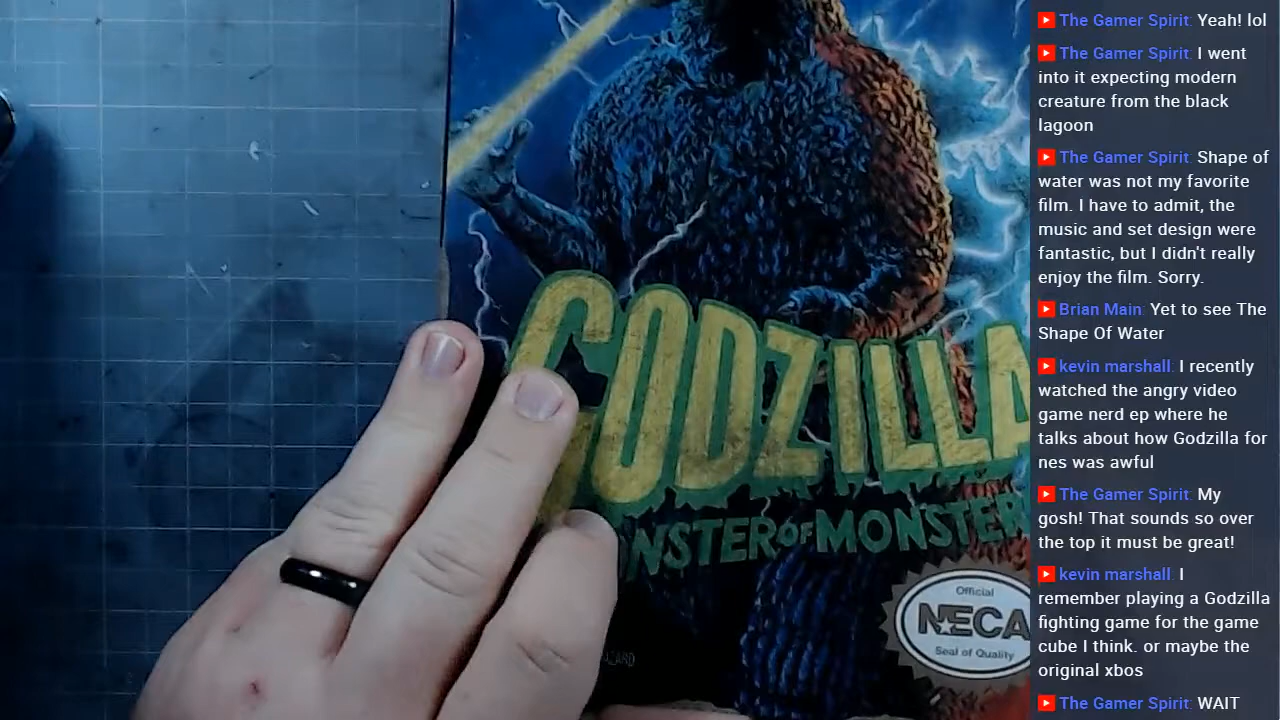 GODZILLA
MONSTER OF MONSTER
Official
NECA
Seal of Quality
The Gamer Spirit: Yeah! lol
The Gamer Spirit: I went
into it expecting modern
creature from the black
lagoon
The Gamer Spirit: Shape of
water was not my favorite
film. I have to admit, the
music and set design were
fantastic, but I didn't really
enjoy the film. Sorry.
Brian Main: Yet to see The
Shape Of Water
kevin marshall: I recently
watched the angry video
game nerd ep where he
talks about how Godzilla for
nes was awful
The Gamer Spirit: My
gosh! That sounds so over
the top it must be great!
kevin marshall: I
remember playing a Godzilla
fighting game for the game
cube I think. or maybe the
original xbos
The Gamer Spirit: WAIT